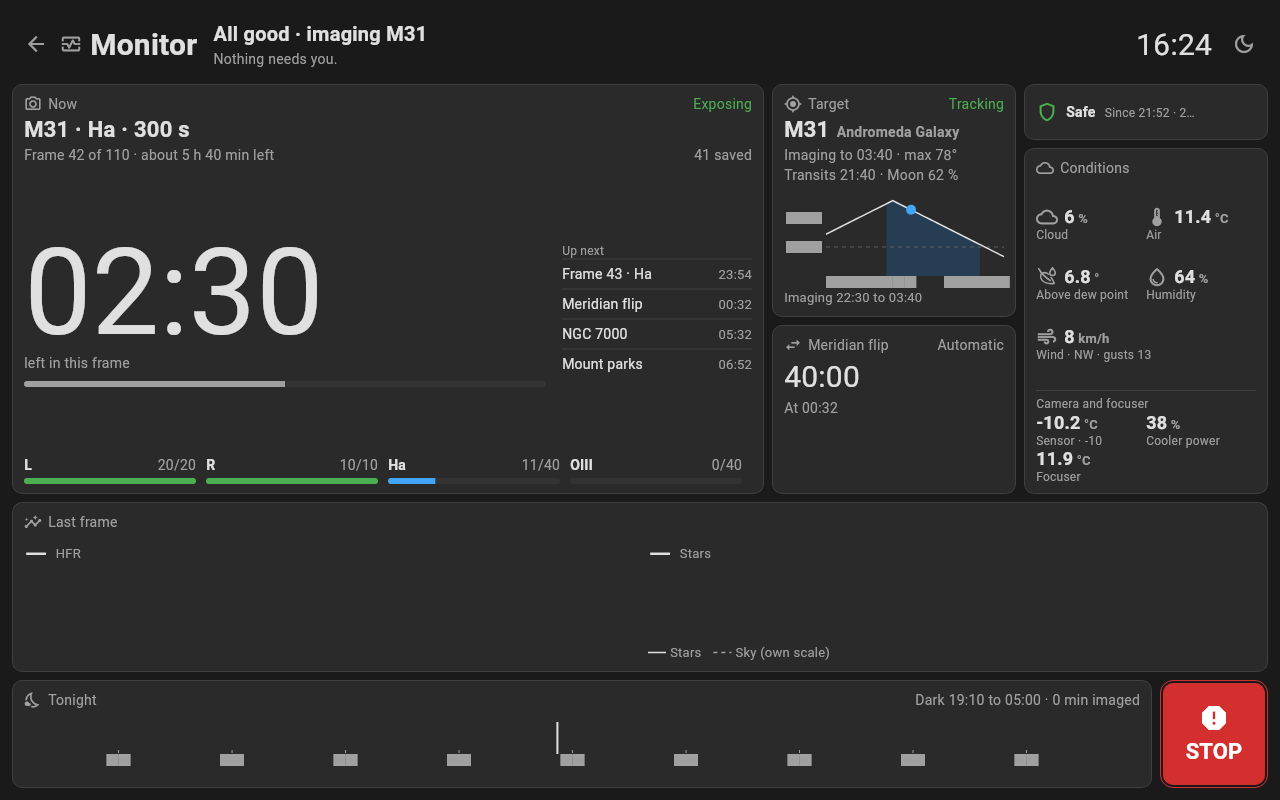 Monitor
All good · imaging M31
Nothing needs you.
16:24
Now
Exposing
M31 · Ha · 300 s
Frame 42 of 110 · about 5 h 40 min left
41 saved
02:30
left in this frame
Up next
Frame 43 · Ha 23:54
Meridian flip 00:32
NGC 7000 05:32
Mount parks 06:52
L 20/20
R 10/10
Ha 11/40
OIII 0/40
Target
Tracking
M31 Andromeda Galaxy
Imaging to 03:40 · max 78°
Transits 21:40 · Moon 62 %
Imaging 22:30 to 03:40
Meridian flip
Automatic
40:00
At 00:32
Safe Since 21:52 · 2…
Conditions
6 %
Cloud
11.4 °C
Air
6.8 °
Above dew point
64 %
Humidity
8 km/h
Wind · NW · gusts 13
Camera and focuser
-10.2 °C
Sensor · -10
38 %
Cooler power
11.9 °C
Focuser
Last frame
— HFR
— Stars
Stars
Sky (own scale)
Tonight
Dark 19:10 to 05:00 · 0 min imaged
STOP